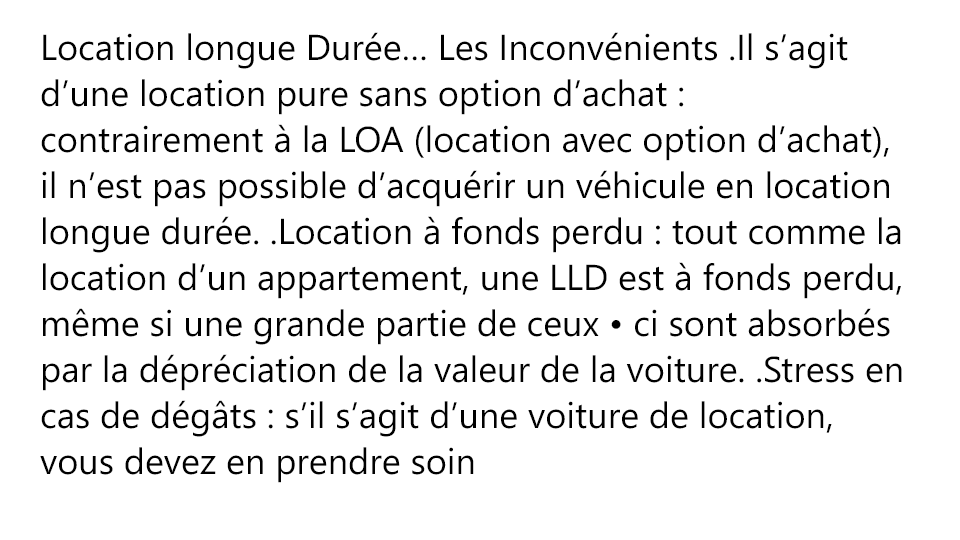 Location longue Durée… Les Inconvénients .Il s’agit
d’une location pure sans option d’achat :
contrairement à la LOA (location avec option d’achat),
il n’est pas possible d’acquérir un véhicule en location
longue durée. .Location à fonds perdu : tout comme la
location d’un appartement, une LLD est à fonds perdu,
même si une grande partie de ceux • ci sont absorbés
par la dépréciation de la valeur de la voiture. .Stress en
cas de dégâts : s’il s’agit d’une voiture de location,
vous devez en prendre soin